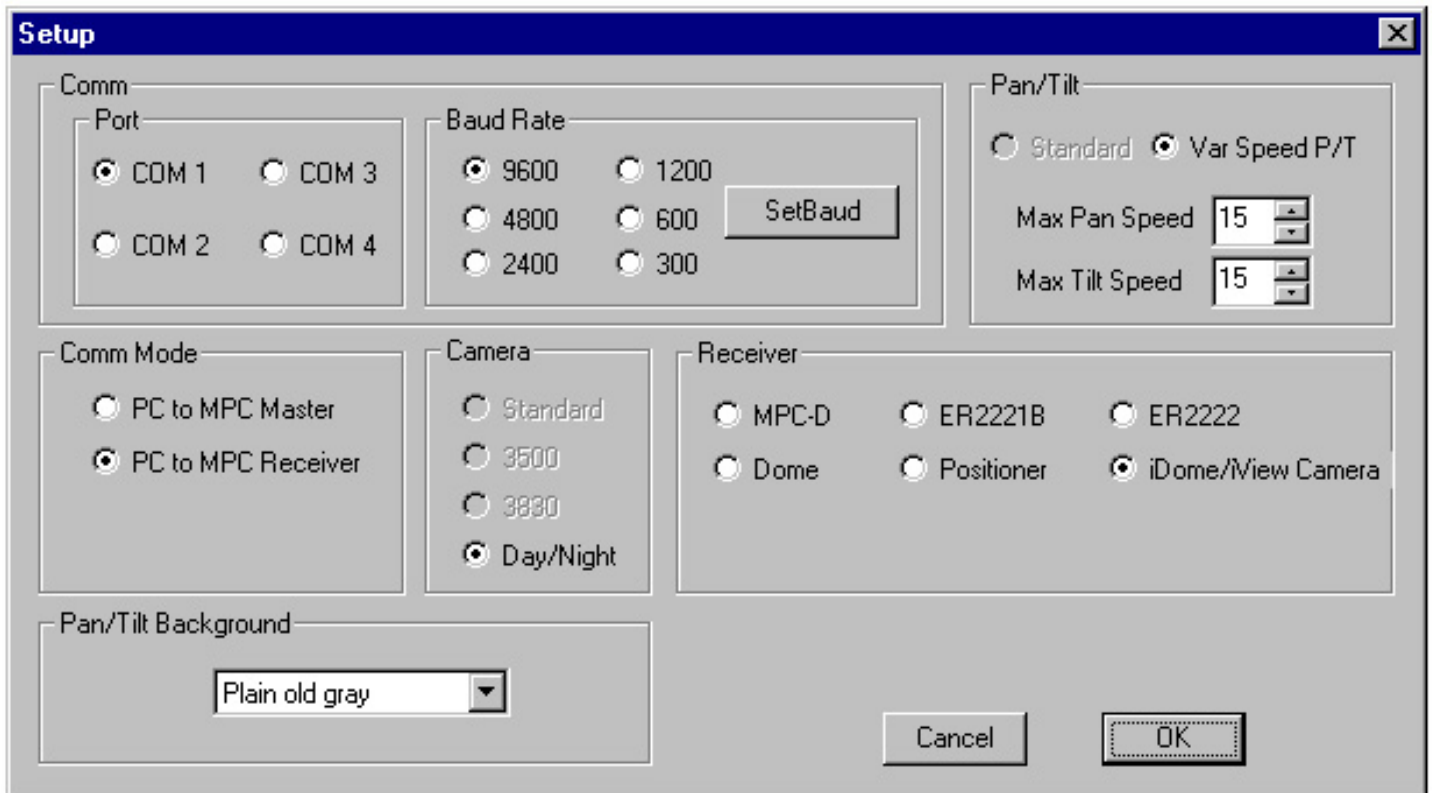 Setup
Comm
Port
COM 1
COM 3
COM 2
COM 4
Baud Rate
9600
1200
4800
600
2400
300
SetBaud
Pan/Tilt
Standard
Var Speed P/T
Max Pan Speed 15
Max Tilt Speed 15
Comm Mode
PC to MPC Master
PC to MPC Receiver
Camera
Standard
3500
3830
Day/Night
Receiver
MPC-D
ER2221B
ER2222
Dome
Positioner
iDome/iView Camera
Pan/Tilt Background
Plain old gray
Cancel
OK